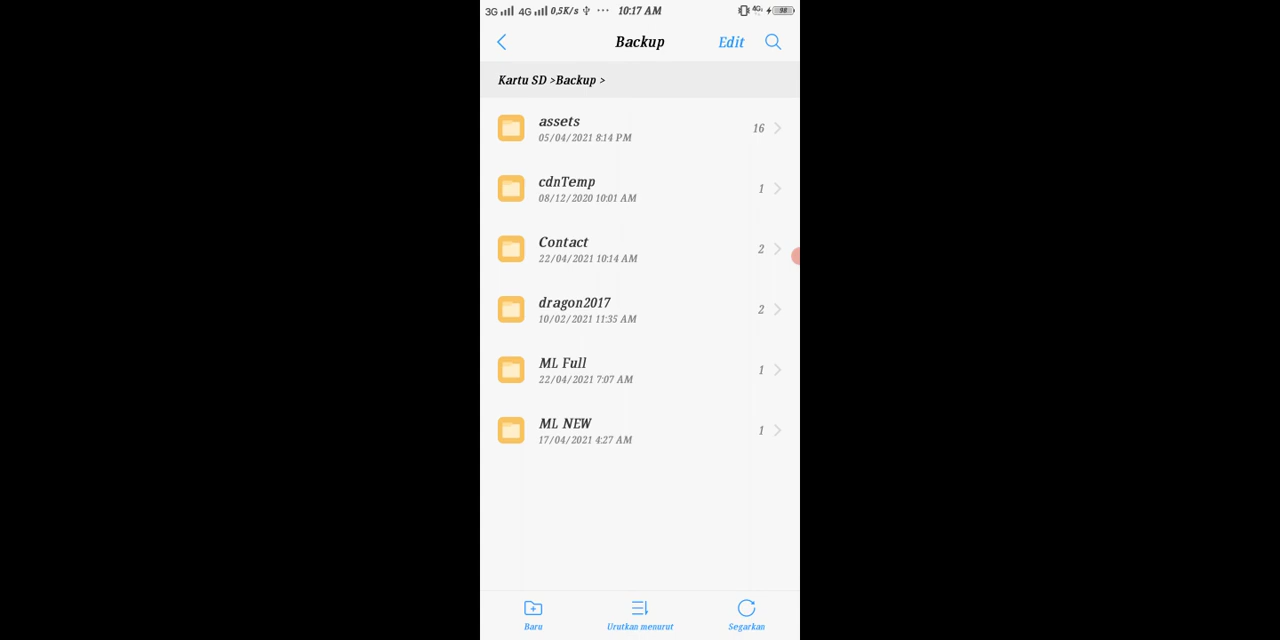 3G 4G 0,5K/s ··· 10:17 AM 4G 98
Backup Edit
Kartu SD >Backup >
assets
05/04/2021 8:14 PM
16
cdnTemp
08/12/2020 10:01 AM
1
Contact
22/04/2021 10:14 AM
2
dragon2017
10/02/2021 11:35 AM
2
ML Full
22/04/2021 7:07 AM
1
ML NEW
17/04/2021 4:27 AM
1
Baru Urutkan menurut Segarkan